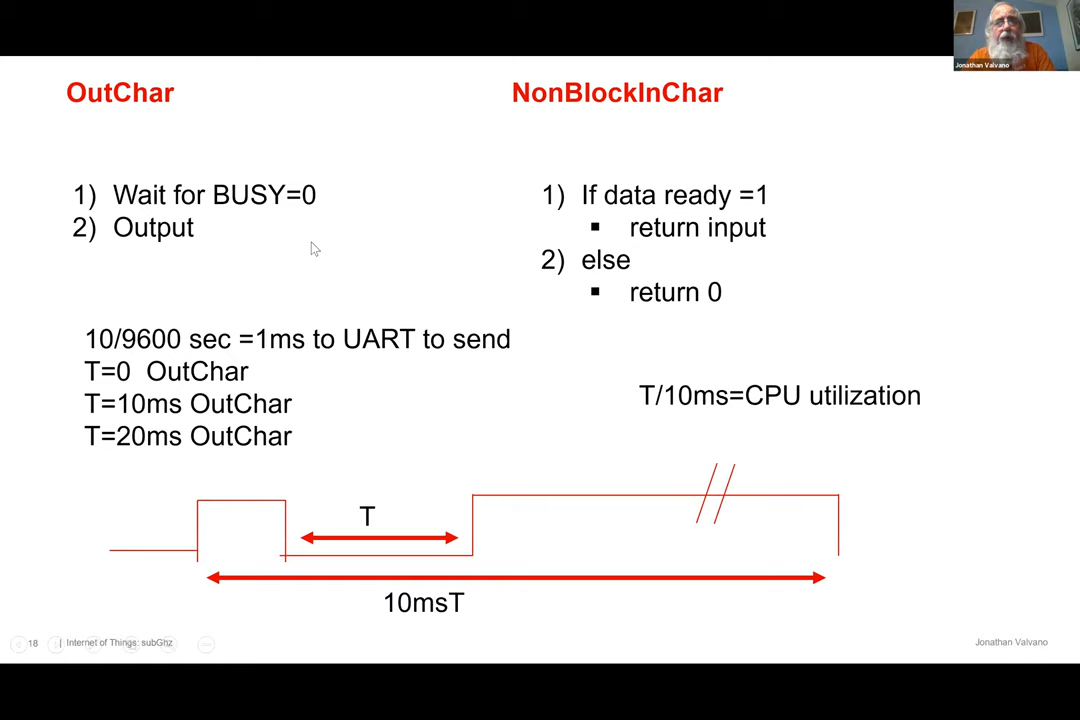 Jonathan Valvano
OutChar
1) Wait for BUSY=0
2) Output
NonBlockInChar
1) If data ready =1
▪ return input
2) else
▪ return 0
10/9600 sec =1ms to UART to send
T=0 OutChar
T=10ms OutChar
T=20ms OutChar
T/10ms=CPU utilization
T
10msT
18 | Internet of Things: subGhz
Jonathan Valvano